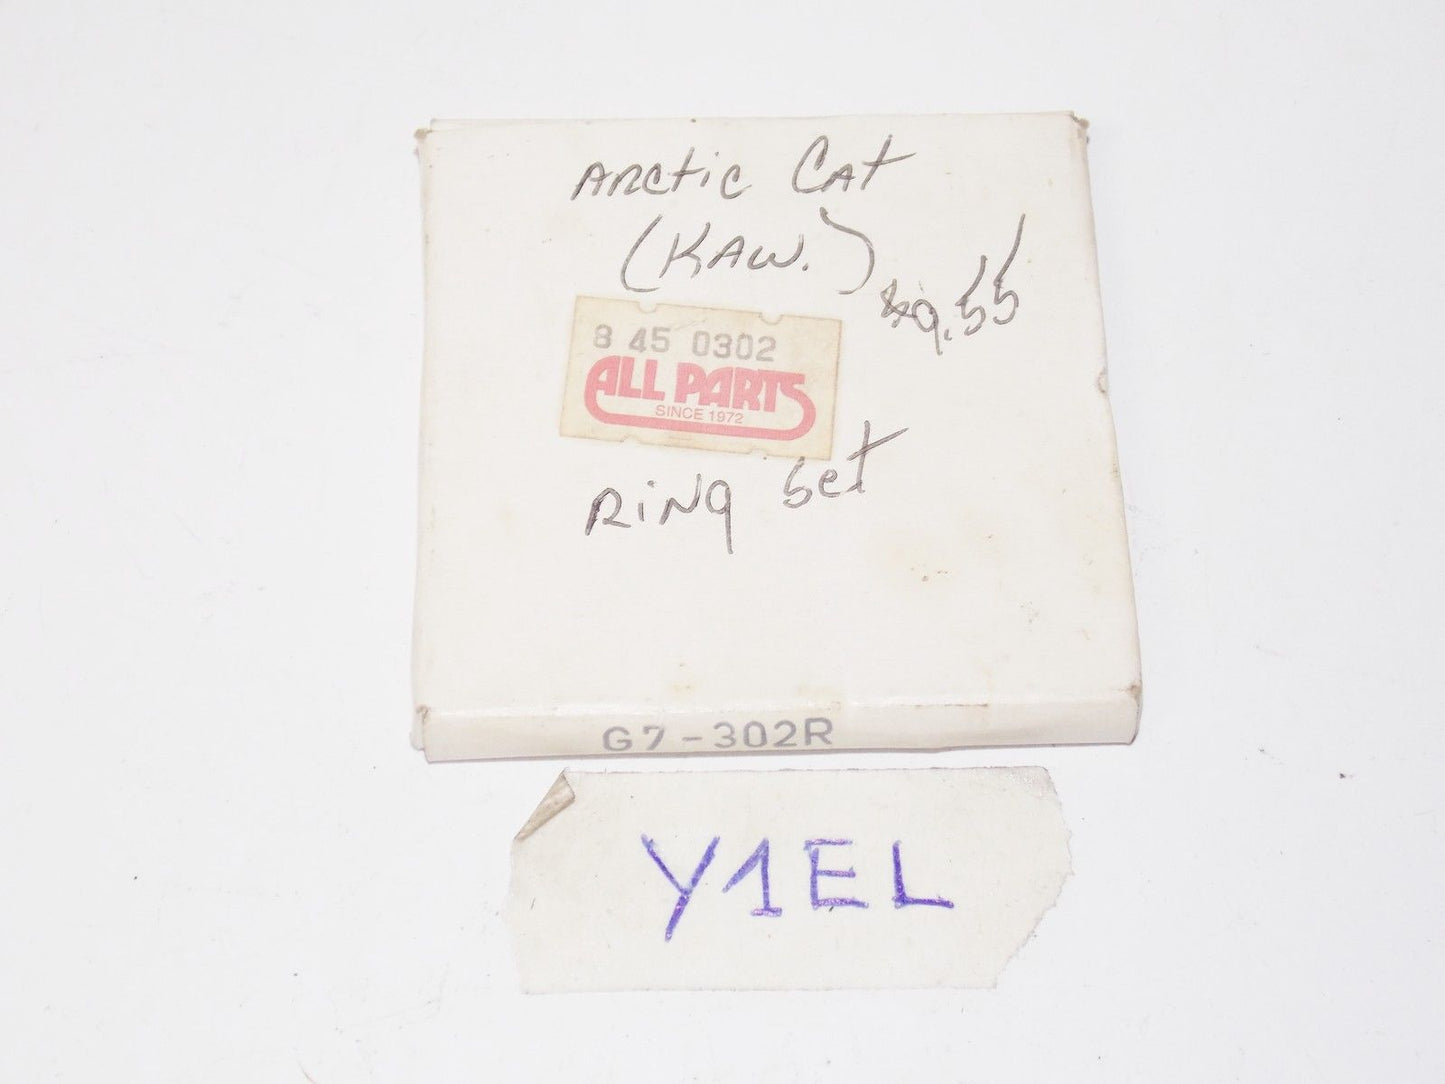 ARCtic CAt
(KAW.)
$9.55
8 45 0302
ALL PARTS
SINCE 1972
RiNg Set
G7-302R
Y1EL